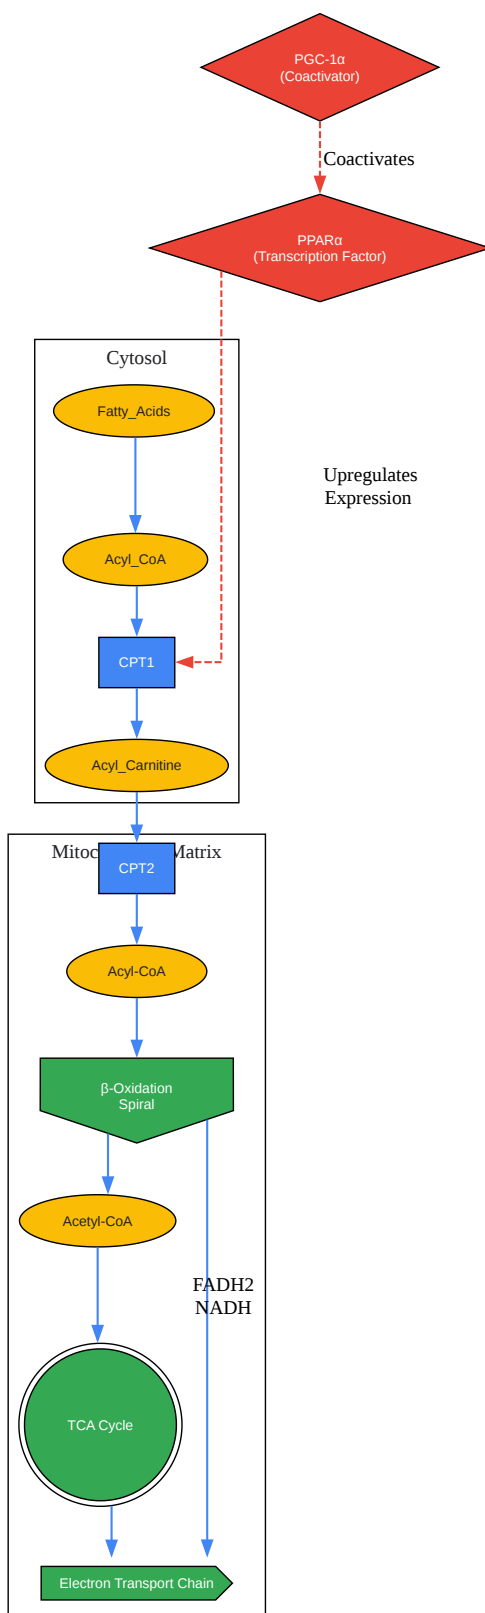 PGC-1α
(Coactivator)
Coactivates
PPARα
(Transcription Factor)
Cytosol
Fatty_Acids
Upregulates
Expression
Acyl_CoA
CPT1
Acyl_Carnitine
Matrix
CPT2
Acyl-CoA
β-Oxidation
Spiral
Acetyl-CoA
FADH2
NADH
TCA Cycle
Electron Transport Chain